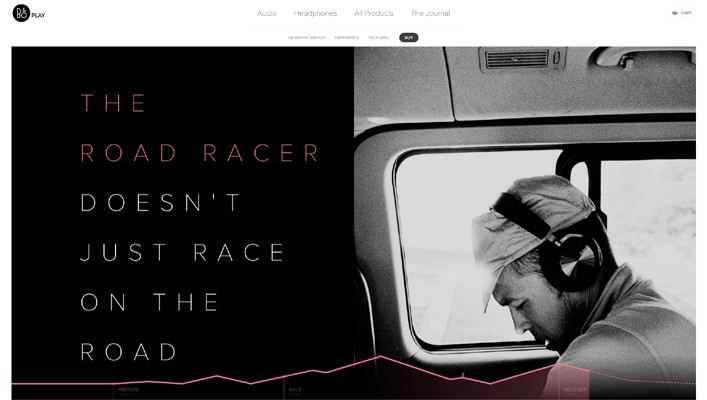 B&O PLAY
Audio Headphones All Products The Journal
CART
EXPERIENCE TECH SPEC BUY
THE
ROAD RACER
DOESN'T
JUST RACE
ON THE
ROAD
PREPARE
RACE
RECOVER